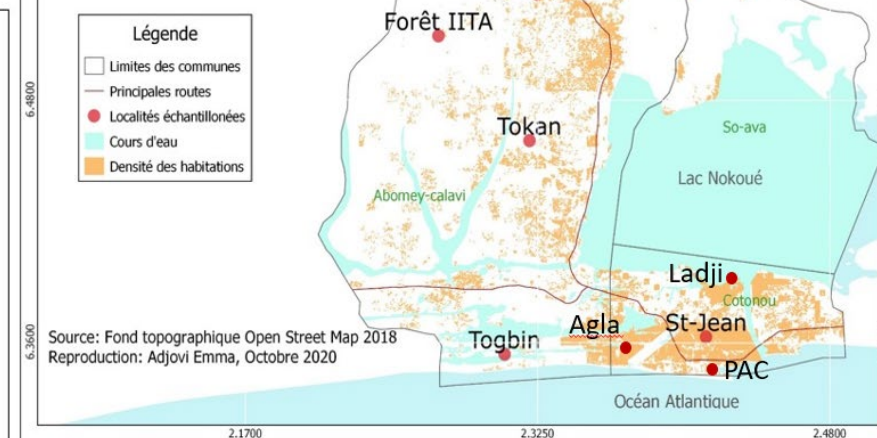 Légende
Limites des communes
Principales routes
Localités échantillonées
Cours d'eau
Densité des habitations
Forêt IITA
Tokan
So-ava
Lac Nokoué
Abomey-calavi
Ladji
Cotonou
Agla
St-Jean
Togbin
PAC
Océan Atlantique
Source: Fond topographique Open Street Map 2018
Reproduction: Adjovi Emma, Octobre 2020
6.4800
6.3600
2.1700
2.3250
2.4800